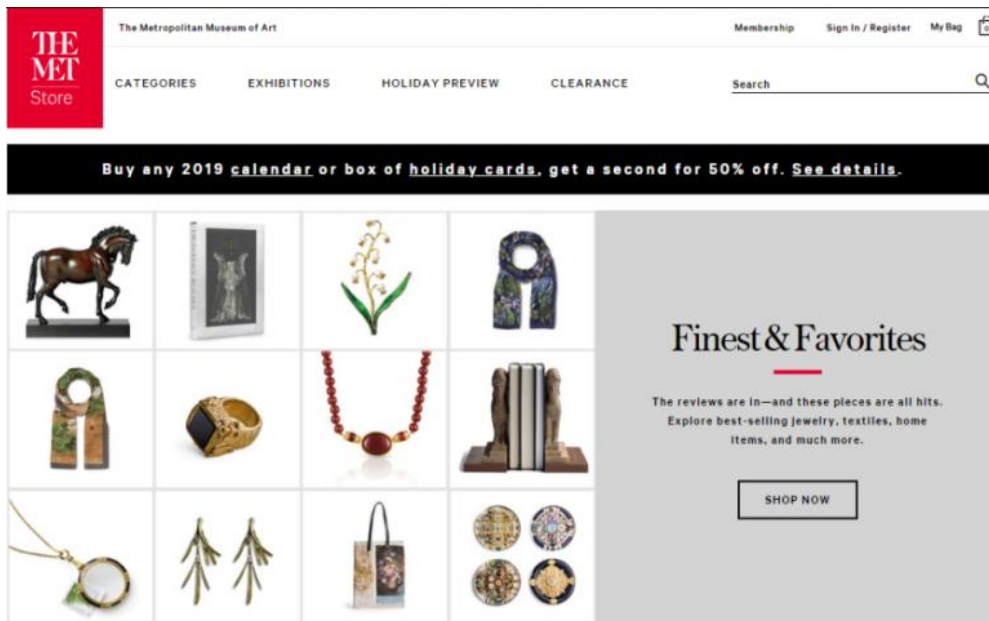 THE
MET
Store
The Metropolitan Museum of Art
Membership
Sign In / Register
My Bag
CATEGORIES
EXHIBITIONS
HOLIDAY PREVIEW
CLEARANCE
Search
Buy any 2019 calendar or box of holiday cards, get a second for 50% off. See details.
Finest & Favorites
The reviews are in—and these pieces are all hits.
Explore best-selling jewelry, textiles, home
items, and much more.
SHOP NOW